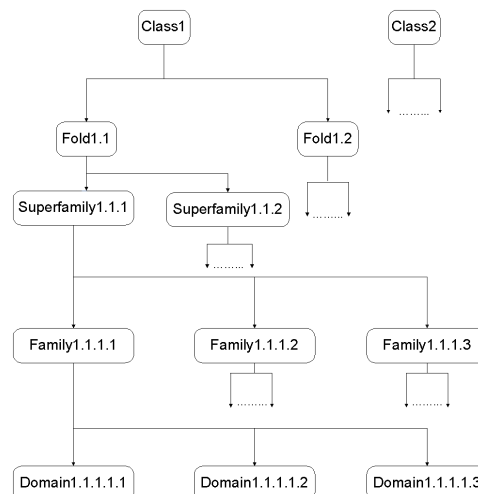 Class1
Class2
.........
Fold1.1
Fold1.2
Superfamily1.1.1
Superfamily1.1.2
.........
.........
Family1.1.1.1
Family1.1.1.2
Family1.1.1.3
.........
.........
Domain1.1.1.1.1
Domain1.1.1.1.2
Domain1.1.1.1.3